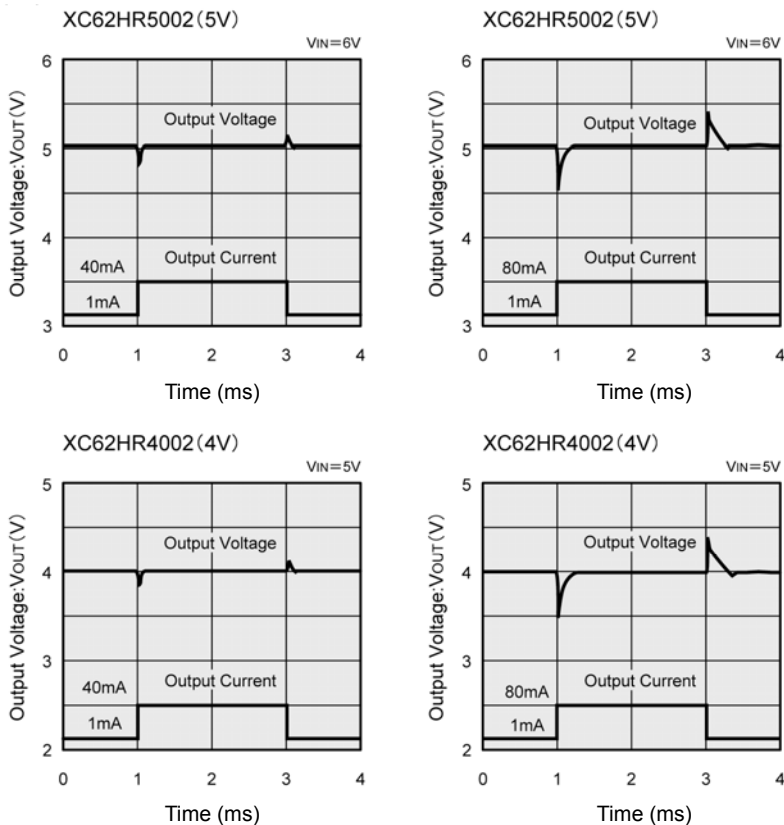 XC62HR5002(5V)
VIN=6V
Output Voltage:VOUT(V)
6
5
4
3
Output Voltage
Output Current
40mA
1mA
0 1 2 3 4
Time (ms)
XC62HR5002(5V)
VIN=6V
Output Voltage:VOUT(V)
6
5
4
3
Output Voltage
Output Current
80mA
1mA
0 1 2 3 4
Time (ms)
XC62HR4002(4V)
VIN=5V
Output Voltage:VOUT(V)
5
4
3
2
Output Voltage
Output Current
40mA
1mA
0 1 2 3 4
Time (ms)
XC62HR4002(4V)
VIN=5V
Output Voltage:VOUT(V)
5
4
3
2
Output Voltage
Output Current
80mA
1mA
0 1 2 3 4
Time (ms)